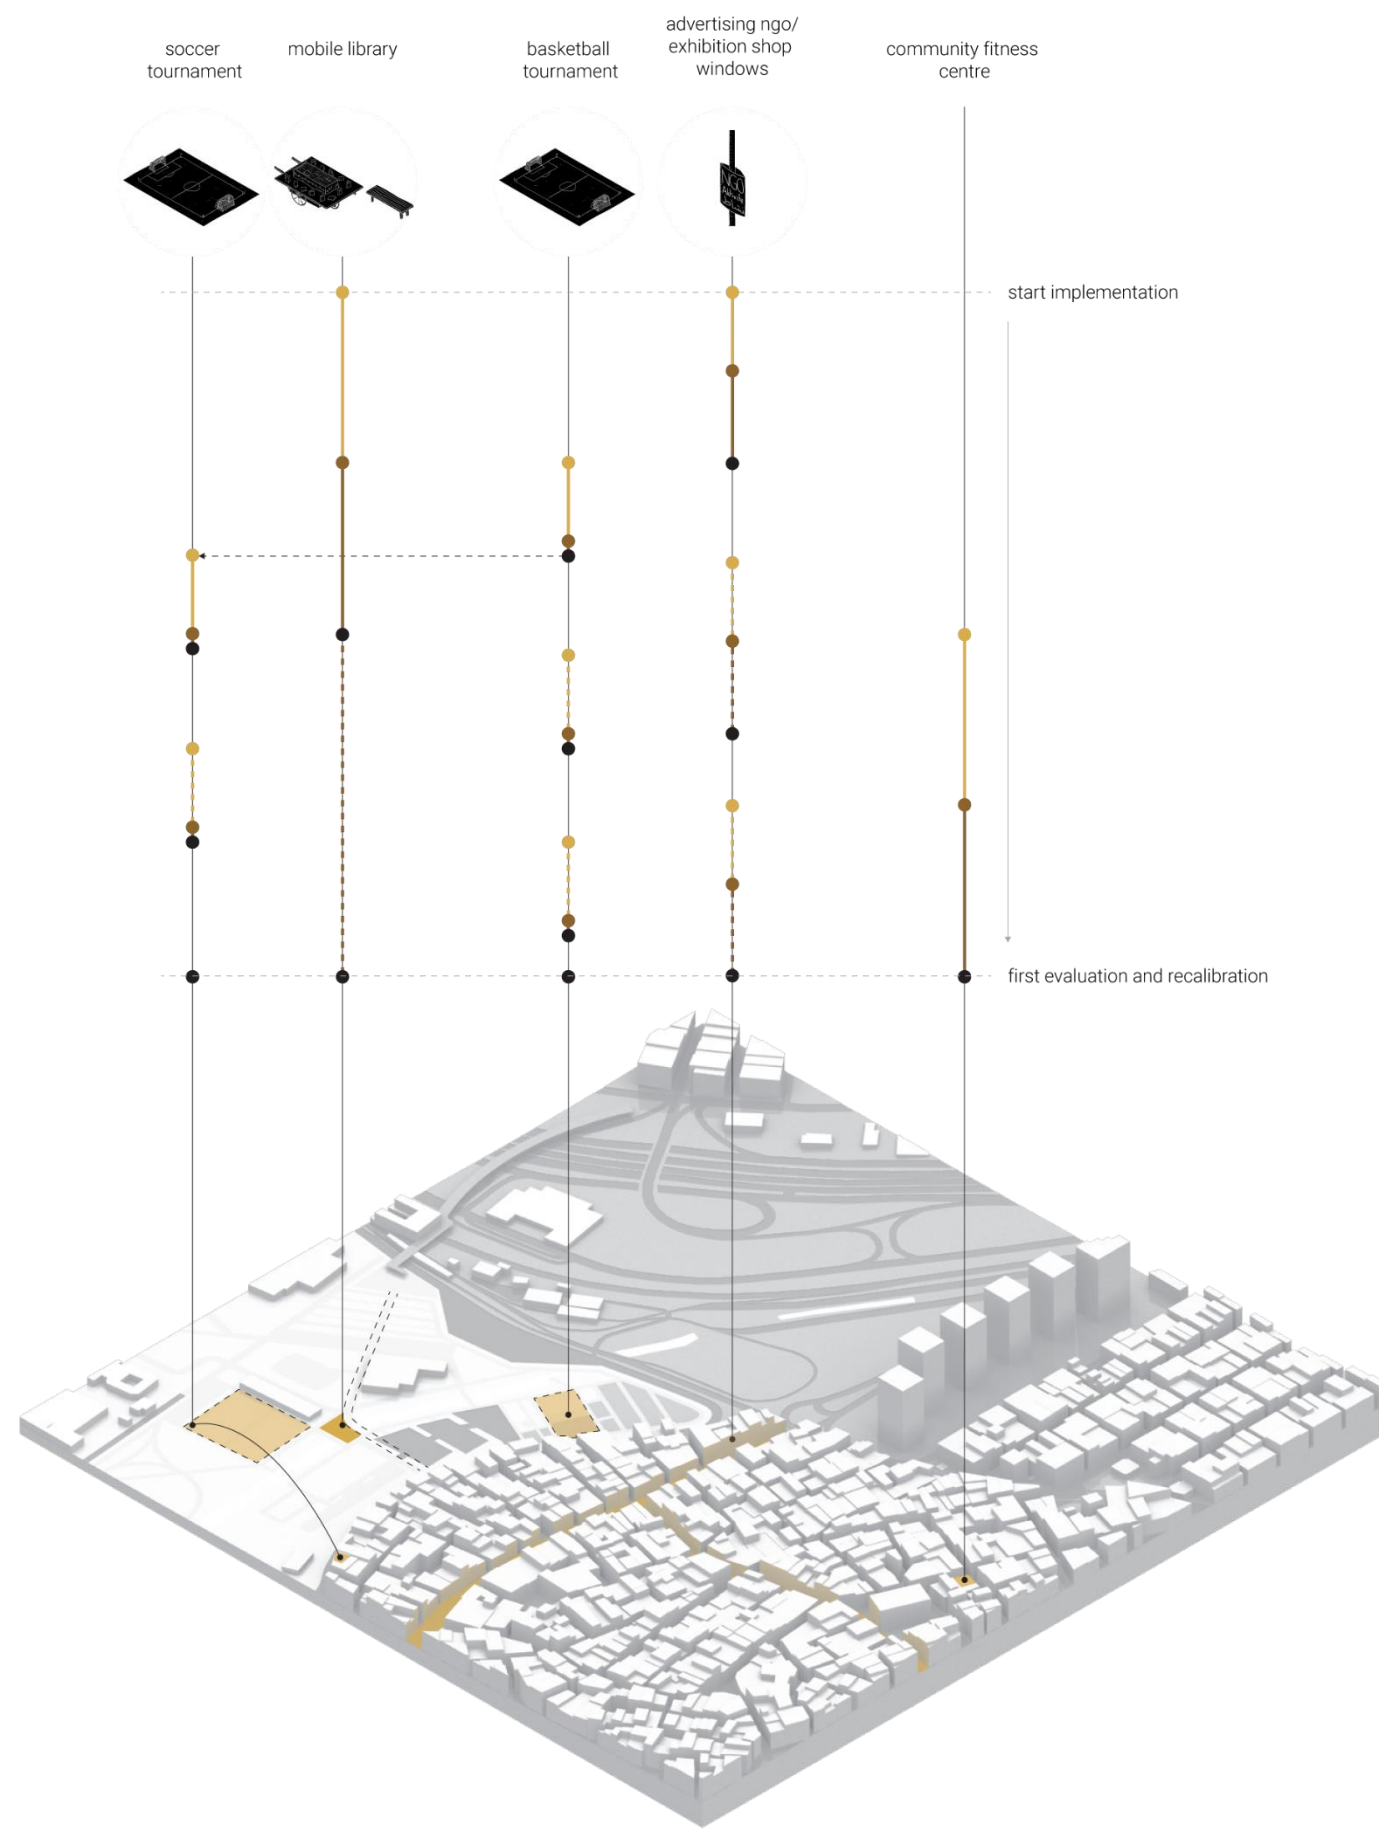 soccer
tournament
mobile library
basketball
tournament
advertising ngo/
exhibition shop
windows
community fitness
centre
NGO
start implementation
first evaluation and recalibration